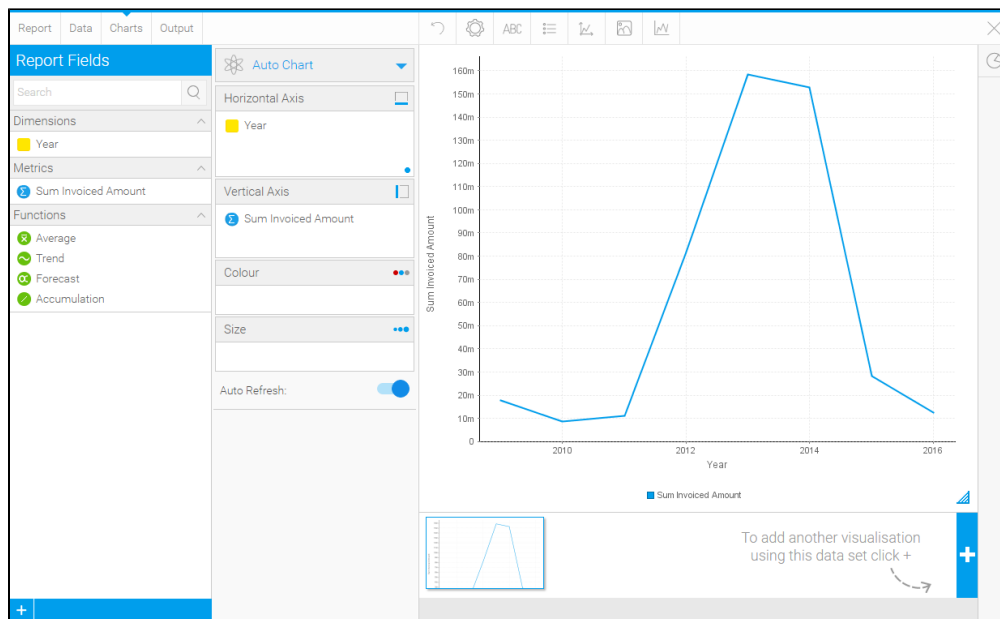 Report Data Charts Output
ABC
Report Fields
Search
Dimensions
Year
Metrics
Σ Sum Invoiced Amount
Functions
Average
Trend
Forecast
Accumulation
Auto Chart
Horizontal Axis
Year
Vertical Axis
Σ Sum Invoiced Amount
Colour
Size
Auto Refresh:
160m
150m
140m
130m
120m
110m
100m
90m
80m
70m
60m
50m
40m
30m
20m
10m
0
Sum Invoiced Amount
2010 2012 2014 2016
Year
Sum Invoiced Amount
To add another visualisation
using this data set click +
+
+